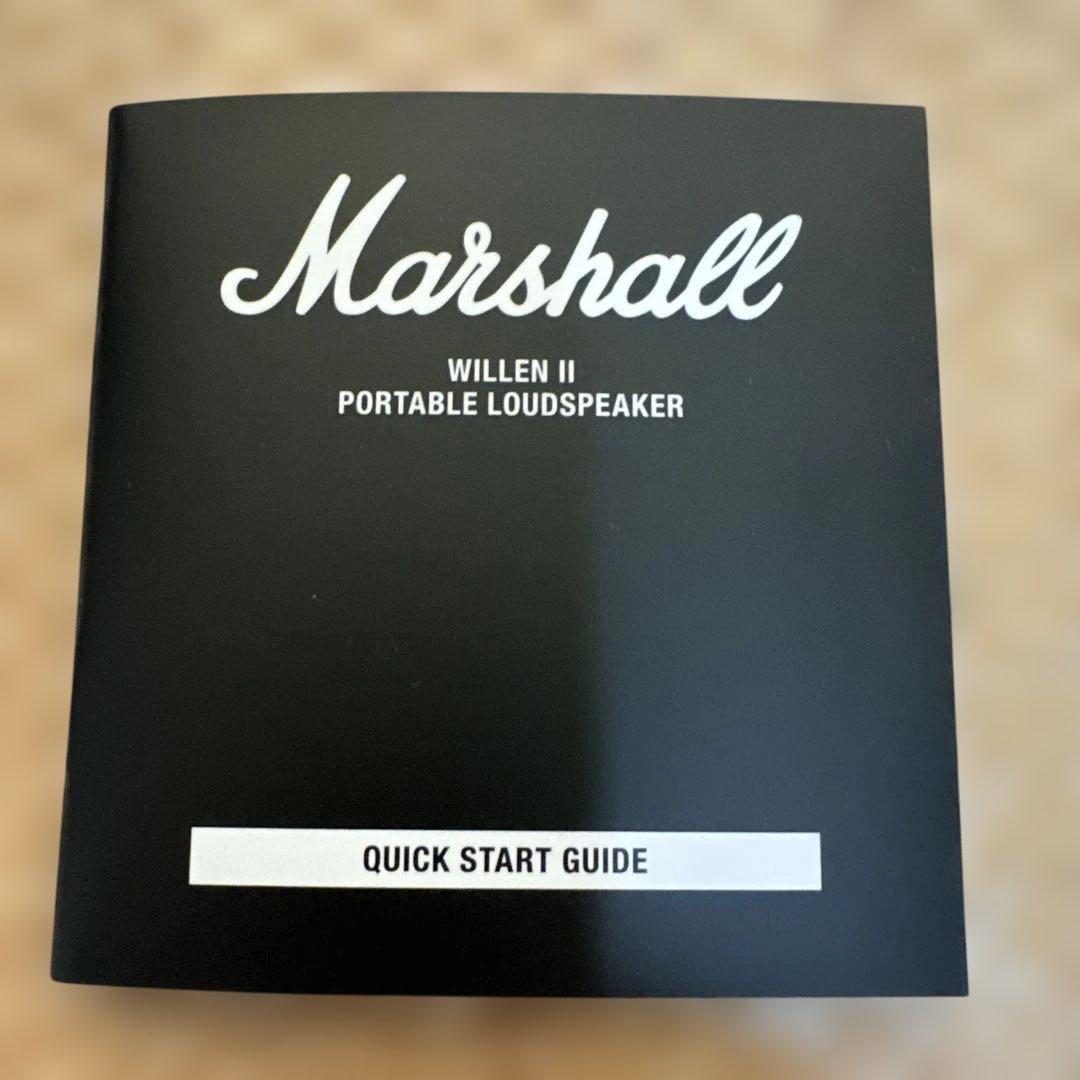 Marshall
WILLEN II
PORTABLE LOUDSPEAKER
QUICK START GUIDE